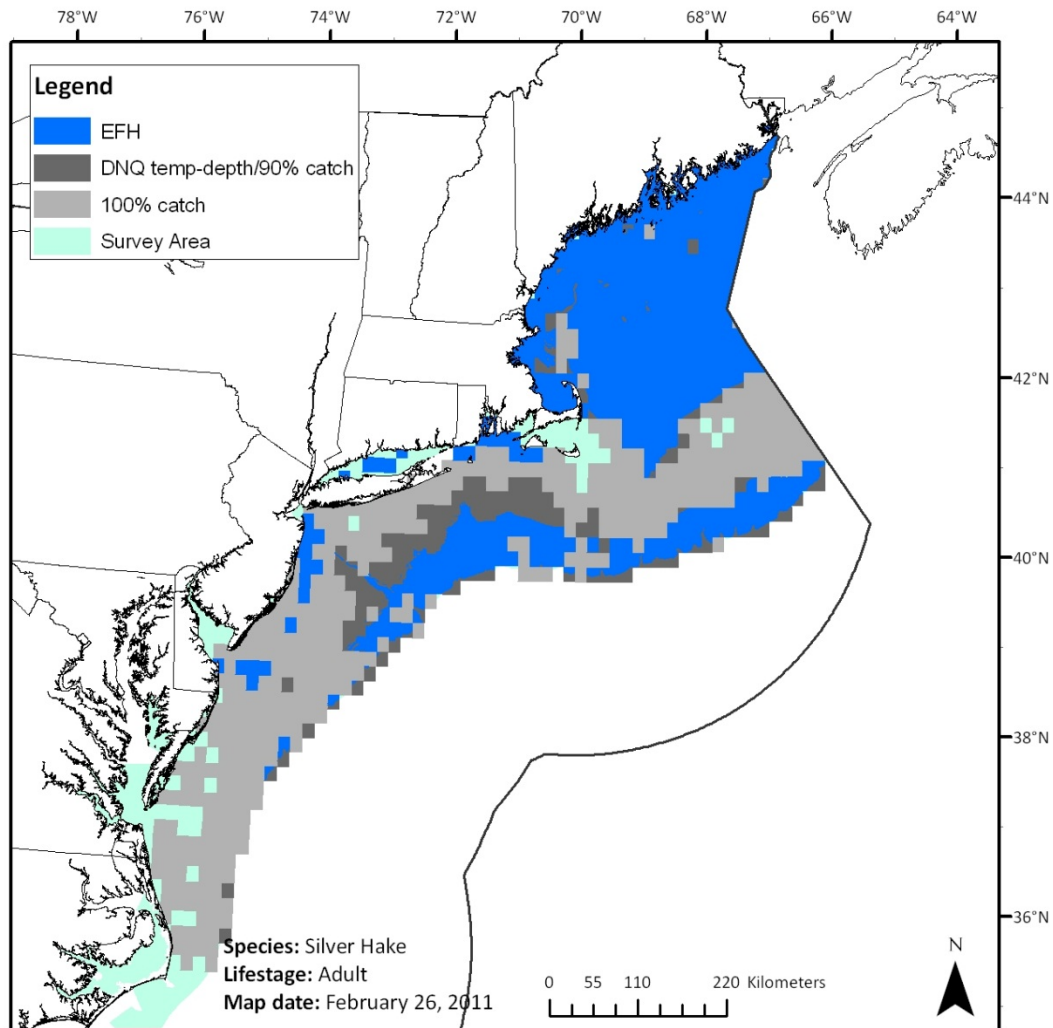 78°W 76°W 74°W 72°W 70°W 68°W 66°W 64°W
Legend
EFH
DNQ temp-depth/90% catch
100% catch
Survey Area
44°N
42°N
40°N
38°N
36°N
Species: Silver Hake
Lifestage: Adult
Map date: February 26, 2011
0 55 110 220 Kilometers
N